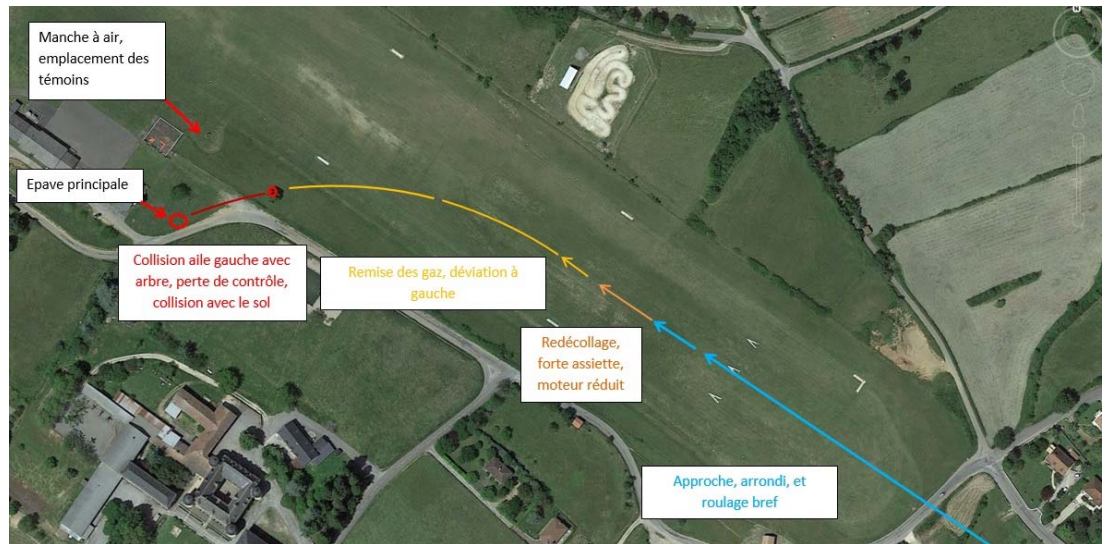 Manche à air,
emplacement des
témoins
Epave principale
Collision aile gauche avec
arbre, perte de contrôle,
collision avec le sol
Remise des gaz, déviation à
gauche
Redécollage,
forte assiette,
moteur réduit
Approche, arrondi, et
roulage bref